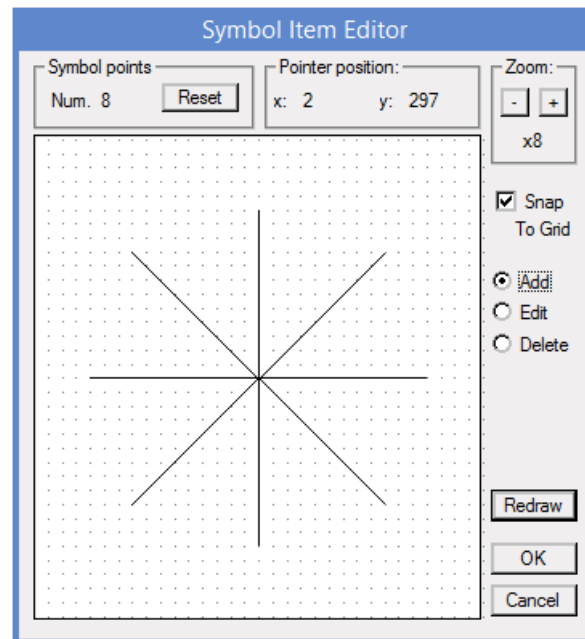 Symbol Item Editor
Symbol points
Num. 8 Reset
Pointer position:
x: 2 y: 297
Zoom:
- +
x8
Snap
To Grid
Add
Edit
Delete
Redraw
OK
Cancel